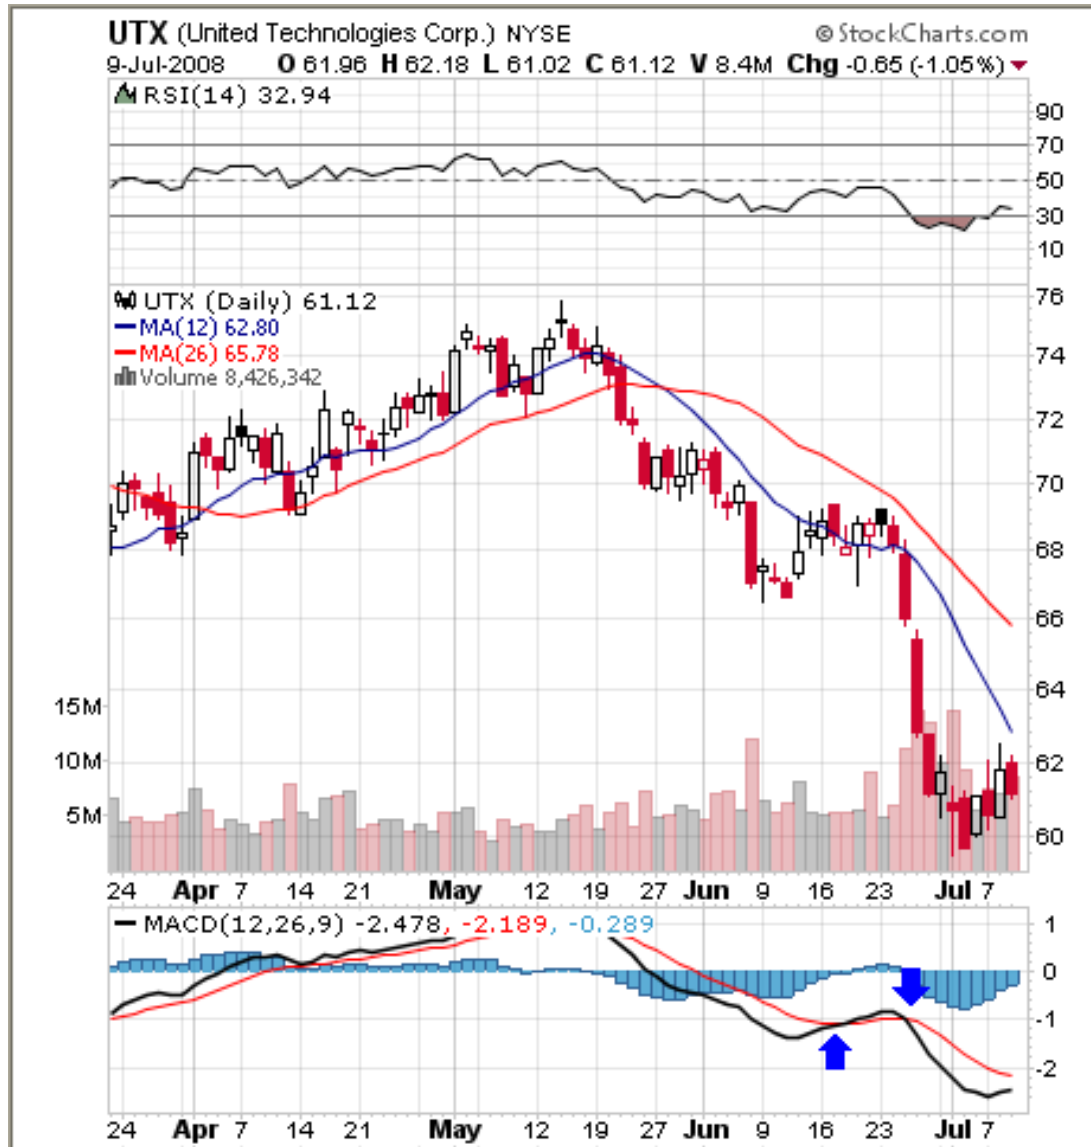 UTX (United Technologies Corp.) NYSE © StockCharts.com
9-Jul-2008 O 61.96 H 62.18 L 61.02 C 61.12 V 8.4M Chg -0.65 (-1.05%)
RSI(14) 32.94
90
70
50
30
10
UTX (Daily) 61.12
MA(12) 62.80
MA(26) 65.78
Volume 8,426,342
76
74
72
70
68
66
64
62
60
15M
10M
5M
24 Apr 7 14 21 May 12 19 27 Jun 9 16 23 Jul 7
MACD(12,26,9) -2.478, -2.189, -0.289
1
0
-1
-2
24 Apr 7 14 21 May 12 19 27 Jun 9 16 23 Jul 7